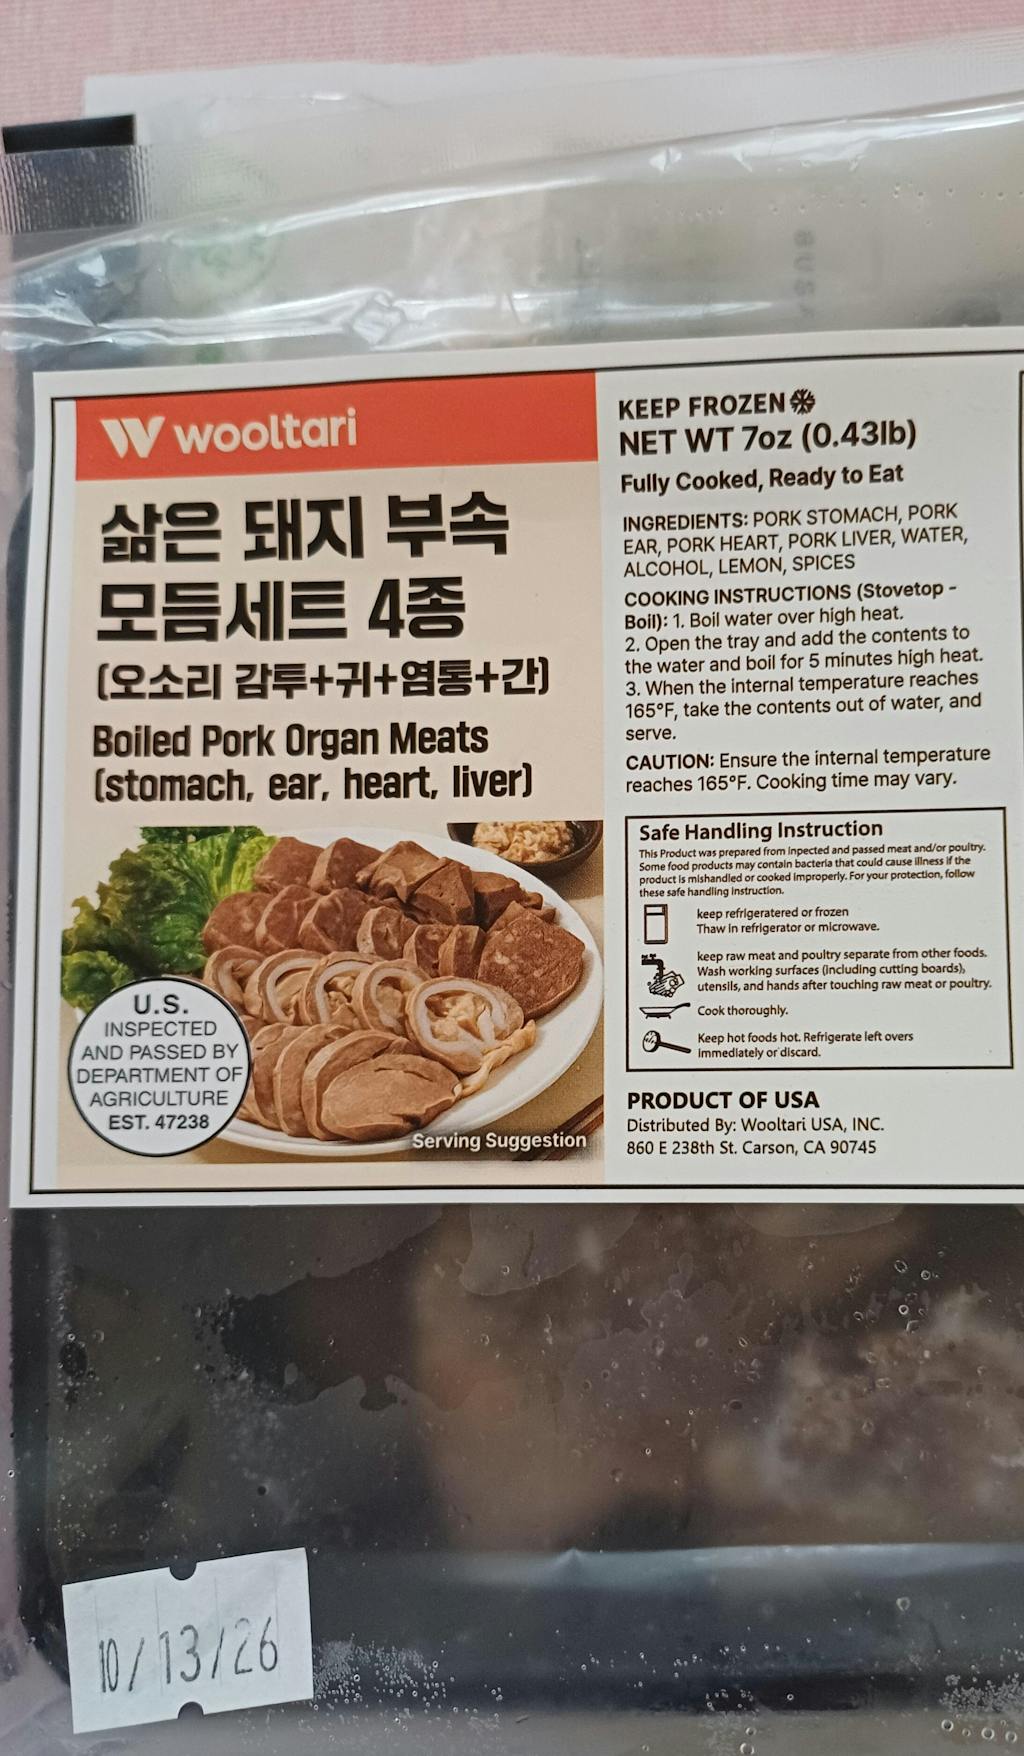 wooltari
삶은 돼지 부속
모듬세트 4종
(오소리 감투+귀+염통+간)
Boiled Pork Organ Meats
(stomach, ear, heart, liver)
U.S.
INSPECTED
AND PASSED BY
DEPARTMENT OF
AGRICULTURE
EST. 47238
Serving Suggestion
KEEP FROZEN
NET WT 7oz (0.43lb)
Fully Cooked, Ready to Eat
INGREDIENTS: PORK STOMACH, PORK
EAR, PORK HEART, PORK LIVER, WATER,
ALCOHOL, LEMON, SPICES
COOKING INSTRUCTIONS (Stovetop -
Boil): 1. Boil water over high heat.
2. Open the tray and add the contents to
the water and boil for 5 minutes high heat.
3. When the internal temperature reaches
165°F, take the contents out of water, and
serve.
CAUTION: Ensure the internal temperature
reaches 165°F. Cooking time may vary.
Safe Handling Instruction
This Product was prepared from inpected and passed meat and/or poultry.
Some food products may contain bacteria that could cause illness if the
product is mishandled or cooked improperly. For your protection, follow
these safe handling instruction.
keep refrigeratered or frozen
Thaw in refrigerator or microwave.
keep raw meat and poultry separate from other foods.
Wash working surfaces (including cutting boards),
utensils, and hands after touching raw meat or poultry.
Cook thoroughly.
Keep hot foods hot. Refrigerate left overs
immediately or discard.
PRODUCT OF USA
Distributed By: Wooltari USA, INC.
860 E 238th St. Carson, CA 90745
10/13/26